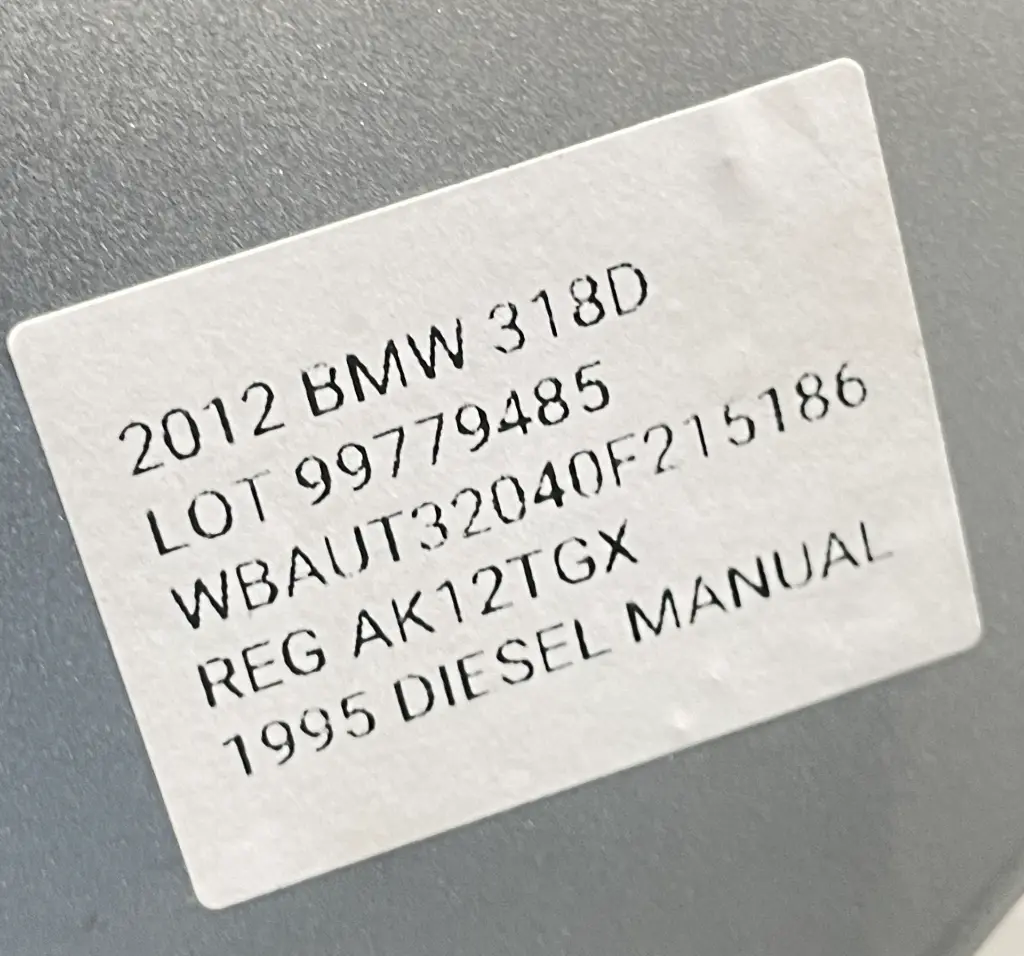 2012 BMW 318D
LOT 99779485
WBAUT32040F215186
REG AK12TGX
1995 DIESEL MANUAL